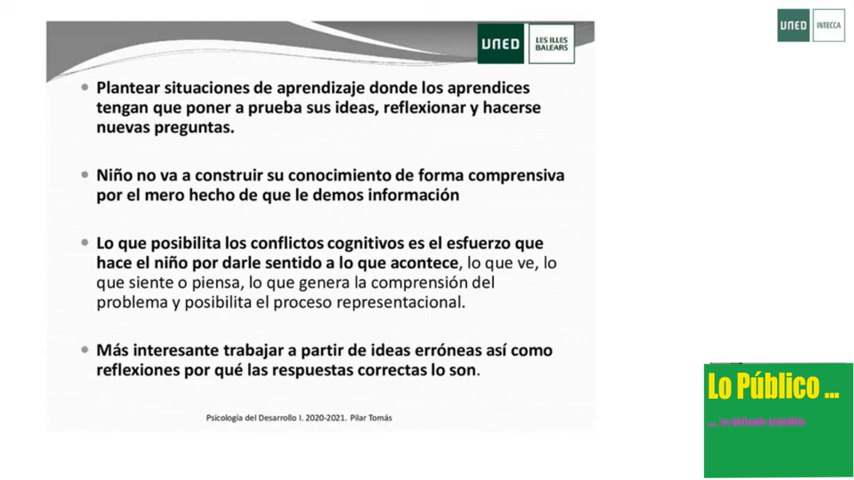 UNED
INTECCA
UNED
LES ILLES
BALEARS
Plantear situaciones de aprendizaje donde los aprendices
tengan que poner a prueba sus ideas, reflexionar y hacerse
nuevas preguntas.
Niño no va a construir su conocimiento de forma comprensiva
por el mero hecho de que le demos información
Lo que posibilita los conflictos cognitivos es el esfuerzo que
hace el niño por darle sentido a lo que acontece, lo que ve, lo
que siente o piensa, lo que genera la comprensión del
problema y posibilita el proceso representacional.
Más interesante trabajar a partir de ideas erróneas así como
reflexiones por qué las respuestas correctas lo son.
Psicología del Desarrollo I. 2020-2021. Pilar Tomás
Lo Público ...